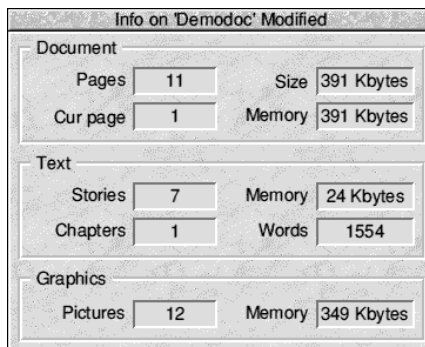 Info on 'Demodoc' Modified
Document
Pages 11 Size 391 Kbytes
Cur page 1 Memory 391 Kbytes
Text
Stories 7 Memory 24 Kbytes
Chapters 1 Words 1554
Graphics
Pictures 12 Memory 349 Kbytes